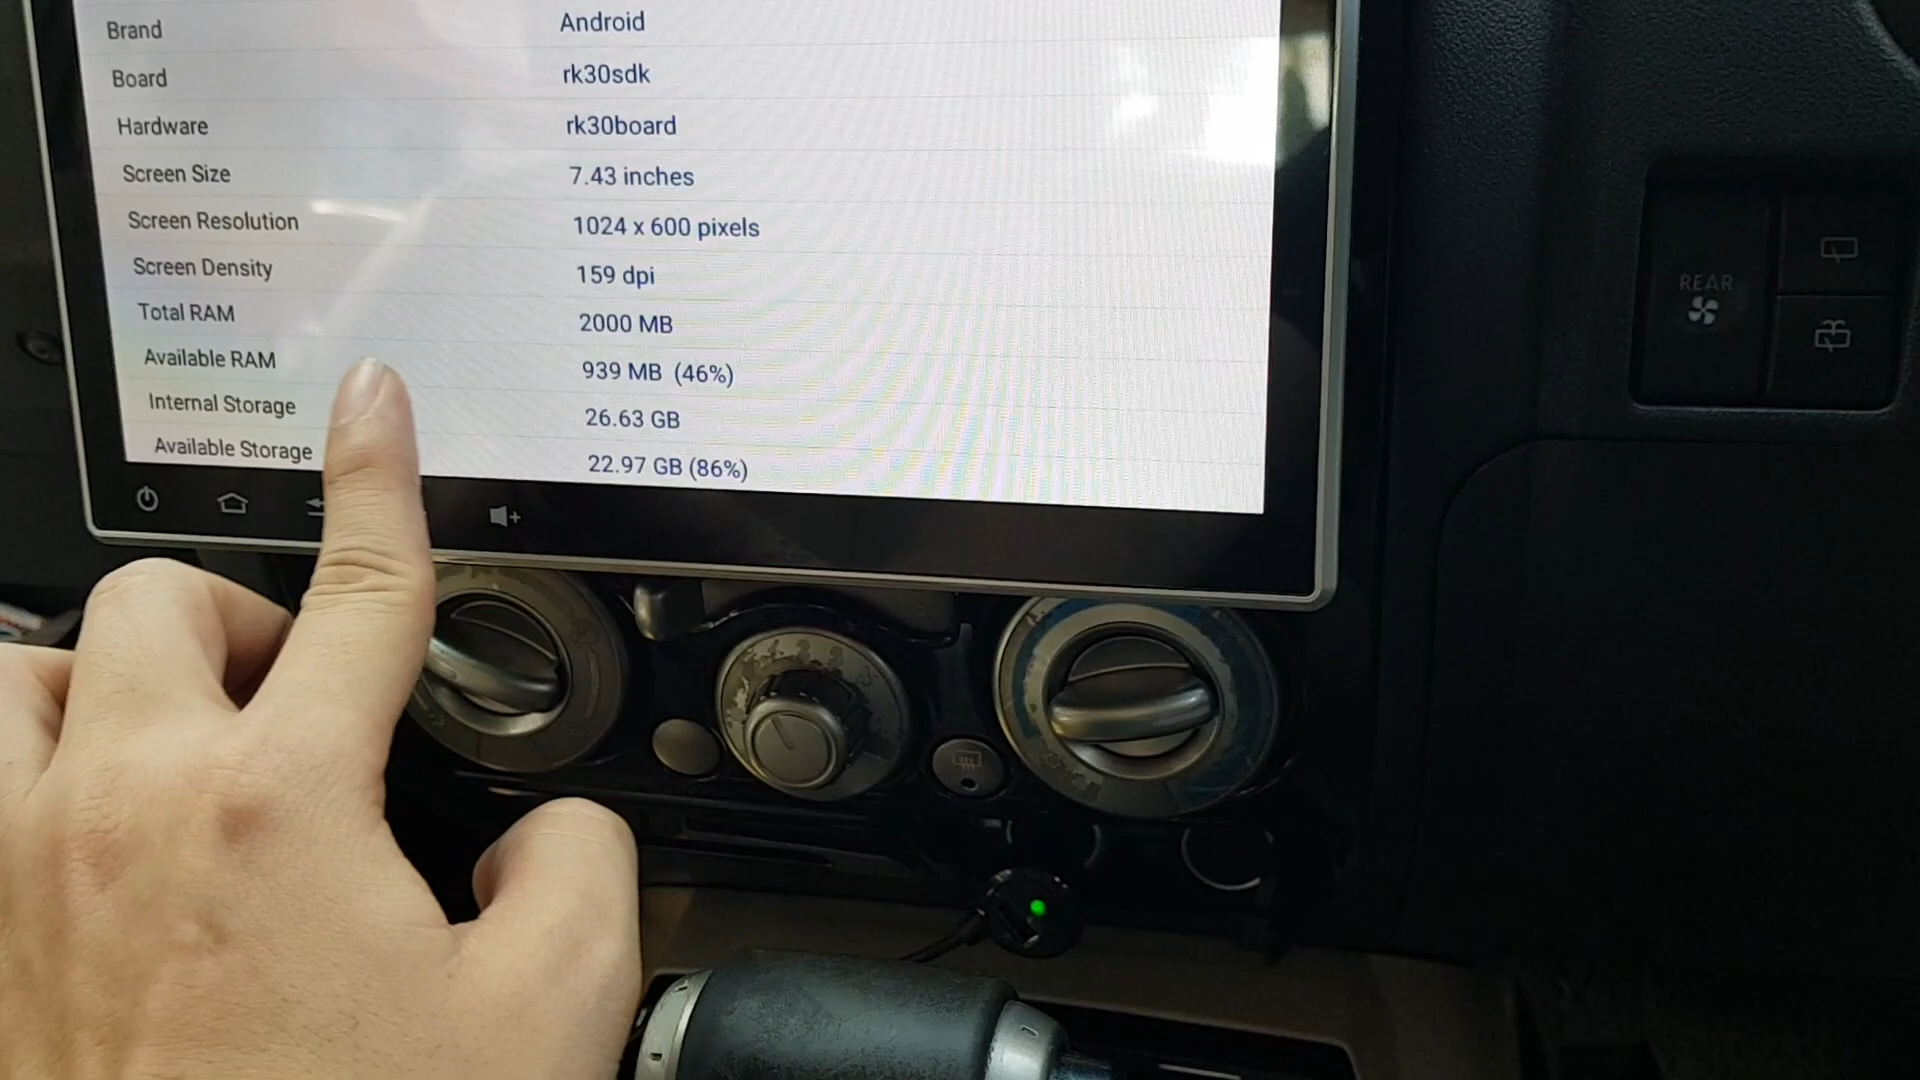 Brand Android
Board rk30sdk
Hardware rk30board
Screen Size 7.43 inches
Screen Resolution 1024 x 600 pixels
Screen Density 159 dpi
Total RAM 2000 MB
Available RAM 939 MB (46%)
Internal Storage 26.63 GB
Available Storage 22.97 GB (86%)
REAR